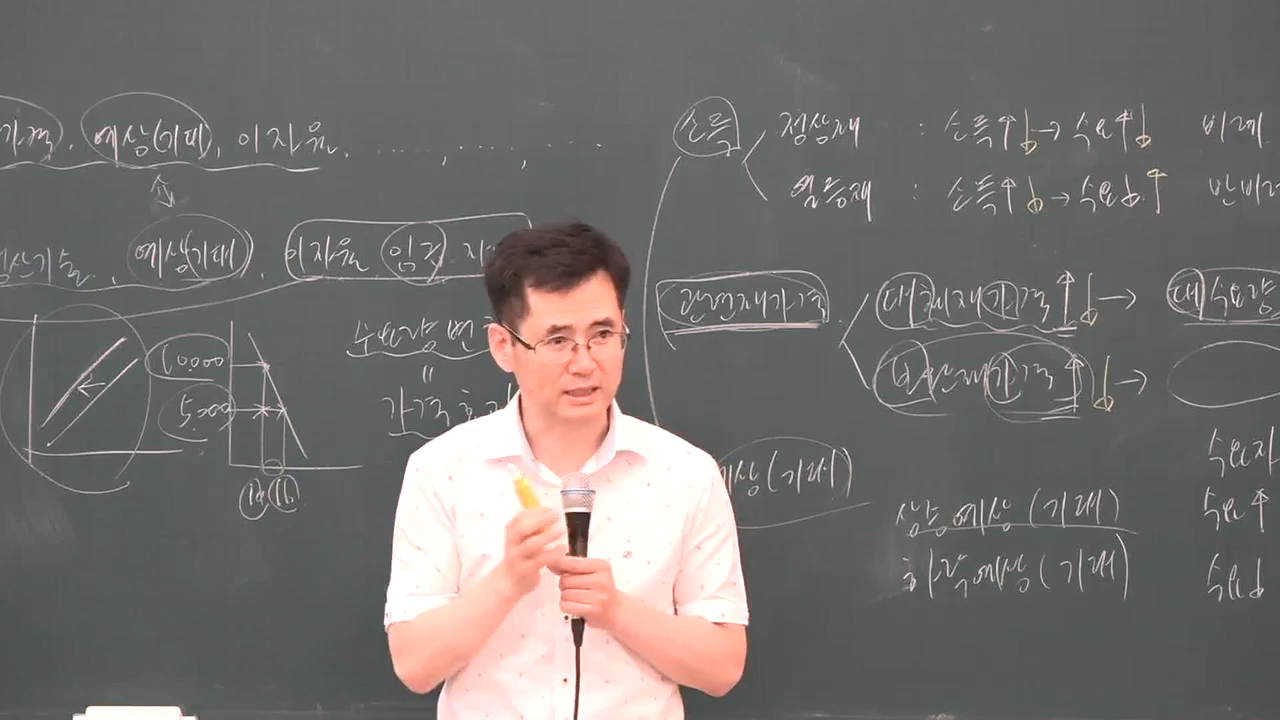 가격, 예상(기대), 이자율, ....., ......
생산기술, 예상(기대), 이자율, 임금, 지
수요량 변
"
가격
10,000
5,000
10 16
소득
정상재 : 소득↑↓→ 수요↑↓ 비례
열등재 : 소득↑↓→ 수요↓↑ 반비
관련재가격
대체재가격↑↓→ 대 수요량
보완재가격↑↓→
예상(기대)
상승예상(기대)
하락예상(기대)
수요자
수요↑
수요↓